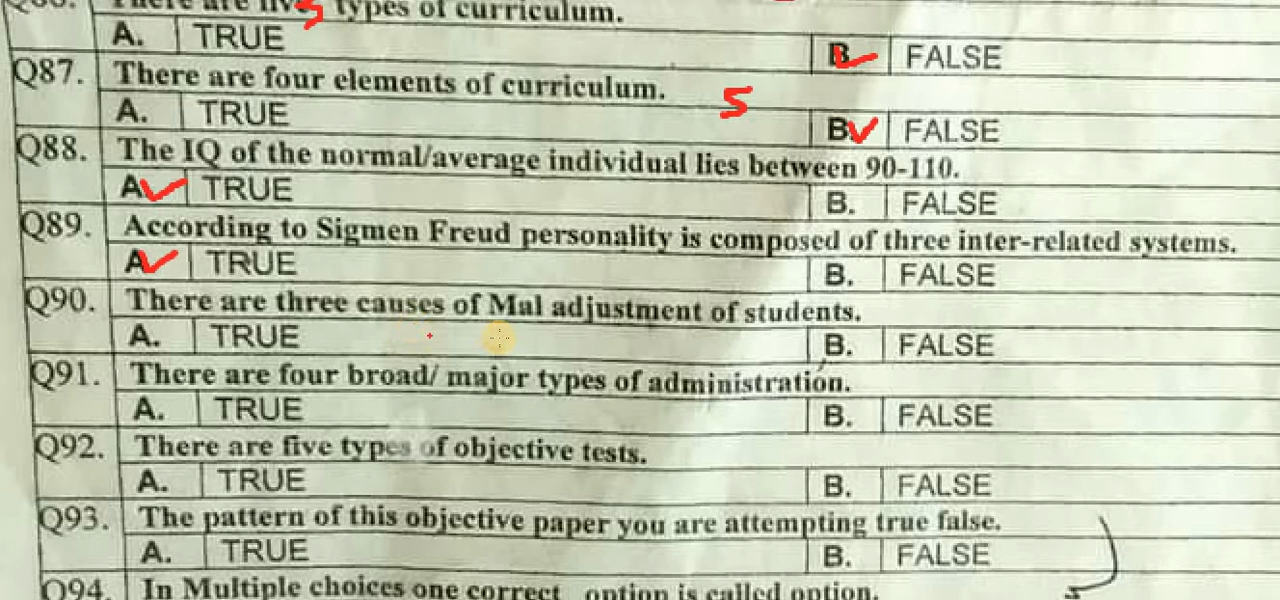 There are five types of curriculum.
A. TRUE B. FALSE
Q87. There are four elements of curriculum. 5
A. TRUE B. FALSE
Q88. The IQ of the normal/average individual lies between 90-110.
A TRUE B. FALSE
Q89. According to Sigmen Freud personality is composed of three inter-related systems.
A TRUE B. FALSE
Q90. There are three causes of Mal adjustment of students.
A. TRUE B. FALSE
Q91. There are four broad/ major types of administration.
A. TRUE B. FALSE
Q92. There are five types of objective tests.
A. TRUE B. FALSE
Q93. The pattern of this objective paper you are attempting true false.
A. TRUE B. FALSE
Q94. In Multiple choices one correct option is called option.